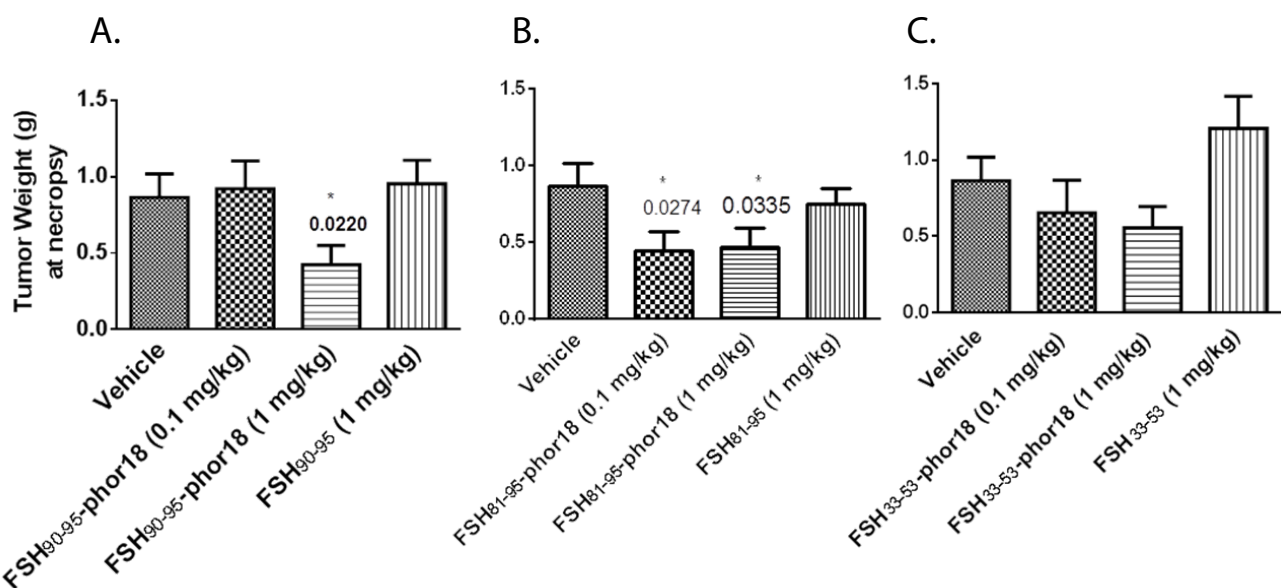 A.
B.
C.
Tumor Weight (g)
at necropsy
1.5
1.0
0.5
0.0
*
0.0220
Vehicle
FSH90-95-phor18 (0.1 mg/kg)
FSH90-95-phor18 (1 mg/kg)
FSH90-95 (1 mg/kg)
1.5
1.0
0.5
0.0
*
0.0274
*
0.0335
Vehicle
FSH81-95-phor18 (0.1 mg/kg)
FSH81-95-phor18 (1 mg/kg)
FSH81-95 (1 mg/kg)
1.5
1.0
0.5
0.0
Vehicle
FSH33-53-phor18 (0.1 mg/kg)
FSH33-53-phor18 (1 mg/kg)
FSH33-53 (1 mg/kg)